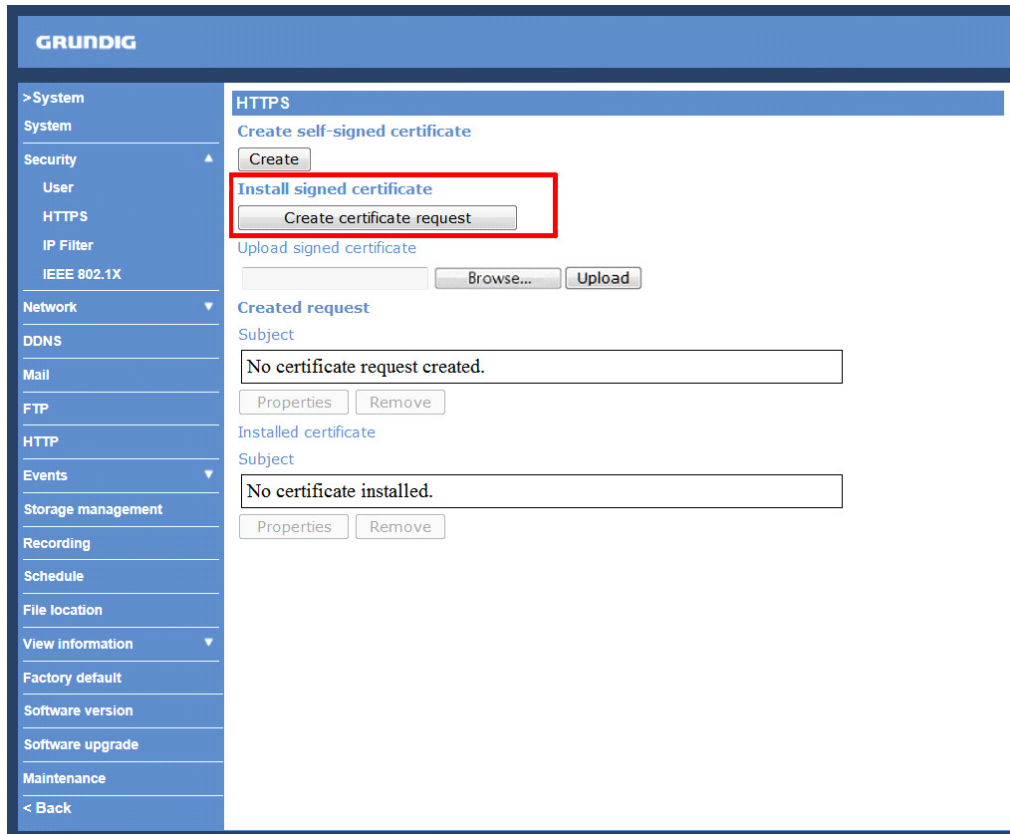 GRUNDIG
>System
System
Security
User
HTTPS
IP Filter
IEEE 802.1X
Network
DDNS
Mail
FTP
HTTP
Events
Storage management
Recording
Schedule
File location
View information
Factory default
Software version
Software upgrade
Maintenance
< Back
HTTPS
Create self-signed certificate
Create
Install signed certificate
Create certificate request
Upload signed certificate
Browse... Upload
Created request
Subject
No certificate request created.
Properties Remove
Installed certificate
Subject
No certificate installed.
Properties Remove